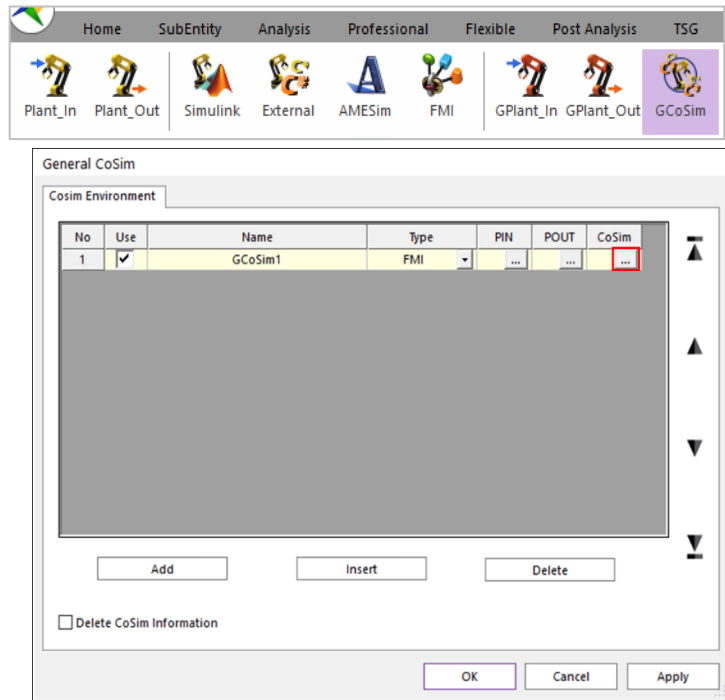 Home SubEntity Analysis Professional Flexible Post Analysis TSG
Plant_In Plant_Out Simulink External AMESim FMI GPlant_In GPlant_Out GCoSim
General CoSim
Cosim Environment
No Use Name Type PIN POUT CoSim
1 GCoSim1 FMI ... ... ...
Add Insert Delete
Delete CoSim Information
OK Cancel Apply